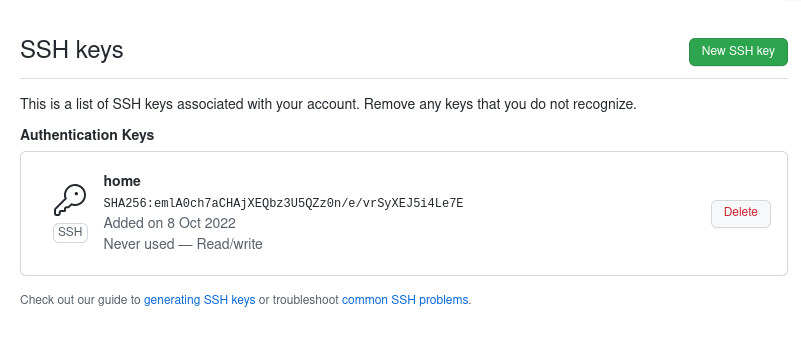 SSH keys
New SSH key
This is a list of SSH keys associated with your account. Remove any keys that you do not recognize.
Authentication Keys
home
SHA256:emlA0ch7aCHAjXEQbz3U5QZz0n/e/vrSyXEJ5i4Le7E
SSH
Added on 8 Oct 2022
Never used — Read/write
Delete
Check out our guide to generating SSH keys or troubleshoot common SSH problems.